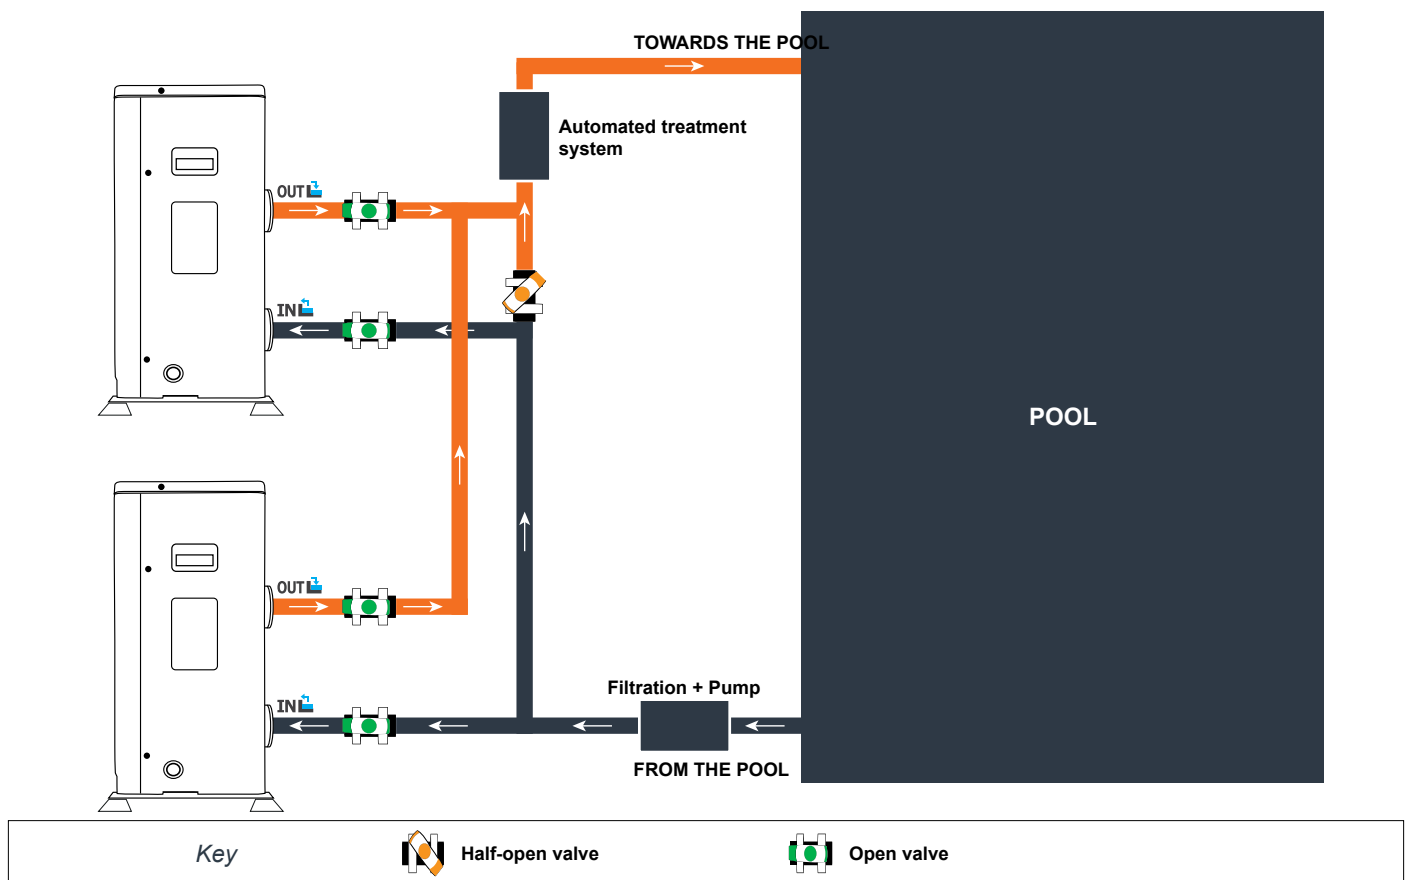 TOWARDS THE POOL
Automated treatment
system
OUT
IN
POOL
OUT
IN
Filtration + Pump
FROM THE POOL
Key
Half-open valve
Open valve